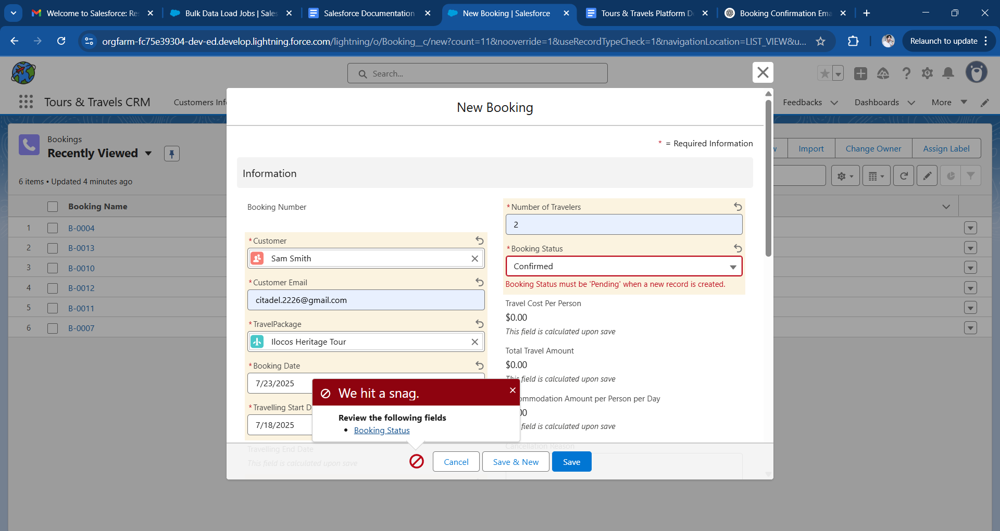 Welcome to Salesforce: Re
Bulk Data Load Jobs | Sales
Salesforce Documentation
New Booking | Salesforce
Tours & Travels Platform D
Booking Confirmation Ema
orgfarm-fc75e39304-dev-ed.develop.lightning.force.com/lightning/o/Booking__c/new?count=11&nooverride=1&useRecordTypeCheck=1&navigationLocation=LIST_VIEW&u...
Relaunch to update
Search...
Tours & Travels CRM
Customers Inf
Feedbacks
Dashboards
More
New Booking
Bookings
Recently Viewed
Import
Change Owner
Assign Label
6 items • Updated 4 minutes ago
* = Required Information
Information
Booking Name
1 B-0004
2 B-0013
3 B-0010
4 B-0012
5 B-0011
6 B-0007
Booking Number
*Customer
Sam Smith
*Customer Email
citadel.2226@gmail.com
*TravelPackage
Ilocos Heritage Tour
*Booking Date
7/23/2025
*Travelling Start D
7/18/2025
Travelling End Date
This field is calculated upon save
*Number of Travelers
2
*Booking Status
Confirmed
Booking Status must be 'Pending' when a new record is created.
Travel Cost Per Person
$0.00
This field is calculated upon save
Total Travel Amount
$0.00
This field is calculated upon save
ommodation Amount per Person per Day
00
field is calculated upon save
Cancellation Reason
We hit a snag.
Review the following fields
• Booking Status
Cancel
Save & New
Save